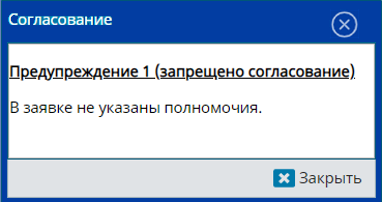 Согласование
Предупреждение 1 (запрещено согласование)
В заявке не указаны полномочия.
Закрыть